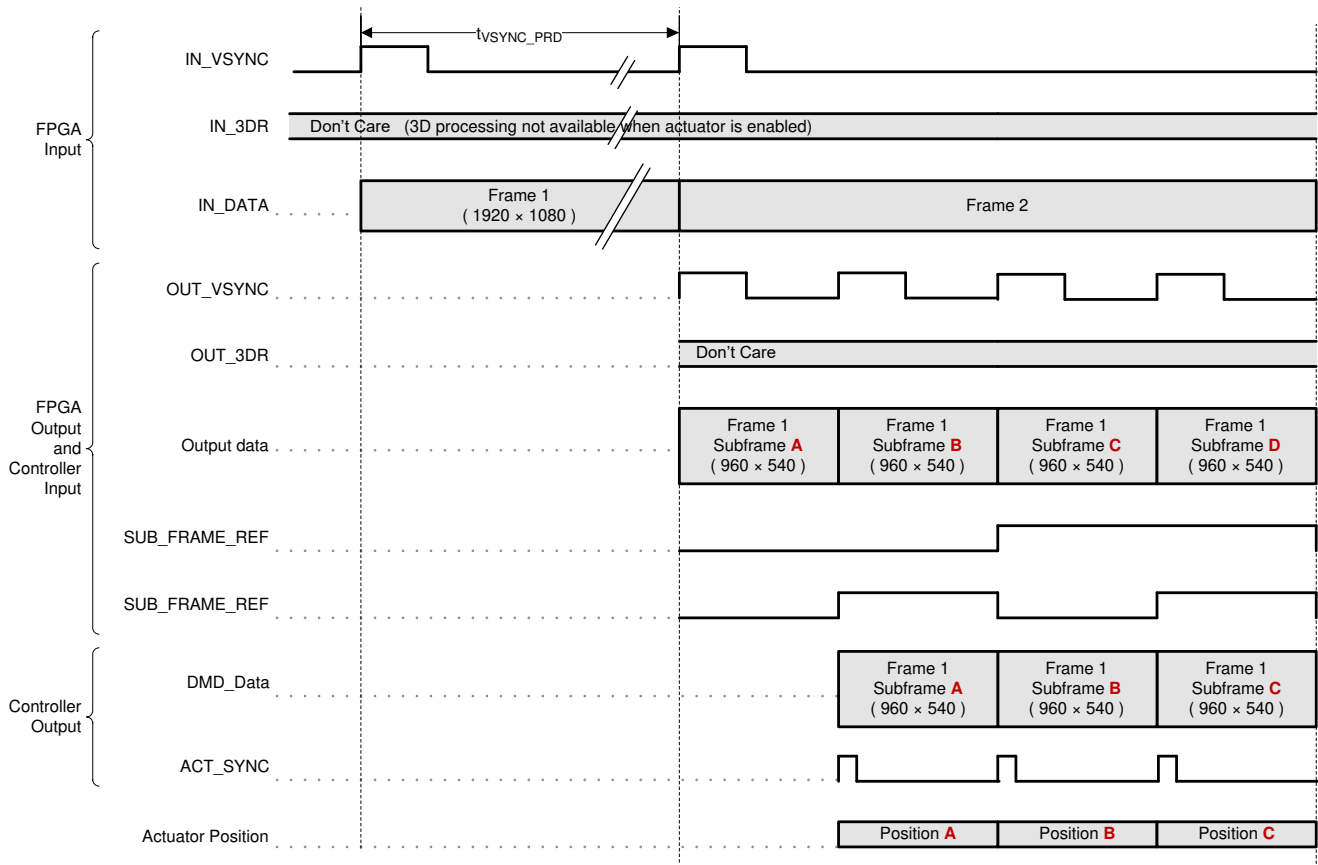 tVSYNC_PRD
IN_VSYNC
FPGA
Input
IN_3DR
Don't Care (3D processing not available when actuator is enabled)
IN_DATA
Frame 1
( 1920 × 1080 )
Frame 2
OUT_VSYNC
OUT_3DR
Don't Care
FPGA
Output
and
Controller
Input
Output data
Frame 1
Subframe A
( 960 × 540 )
Frame 1
Subframe B
( 960 × 540 )
Frame 1
Subframe C
( 960 × 540 )
Frame 1
Subframe D
( 960 × 540 )
SUB_FRAME_REF
SUB_FRAME_REF
Controller
Output
DMD_Data
Frame 1
Subframe A
( 960 × 540 )
Frame 1
Subframe B
( 960 × 540 )
Frame 1
Subframe C
( 960 × 540 )
ACT_SYNC
Actuator Position
Position A
Position B
Position C